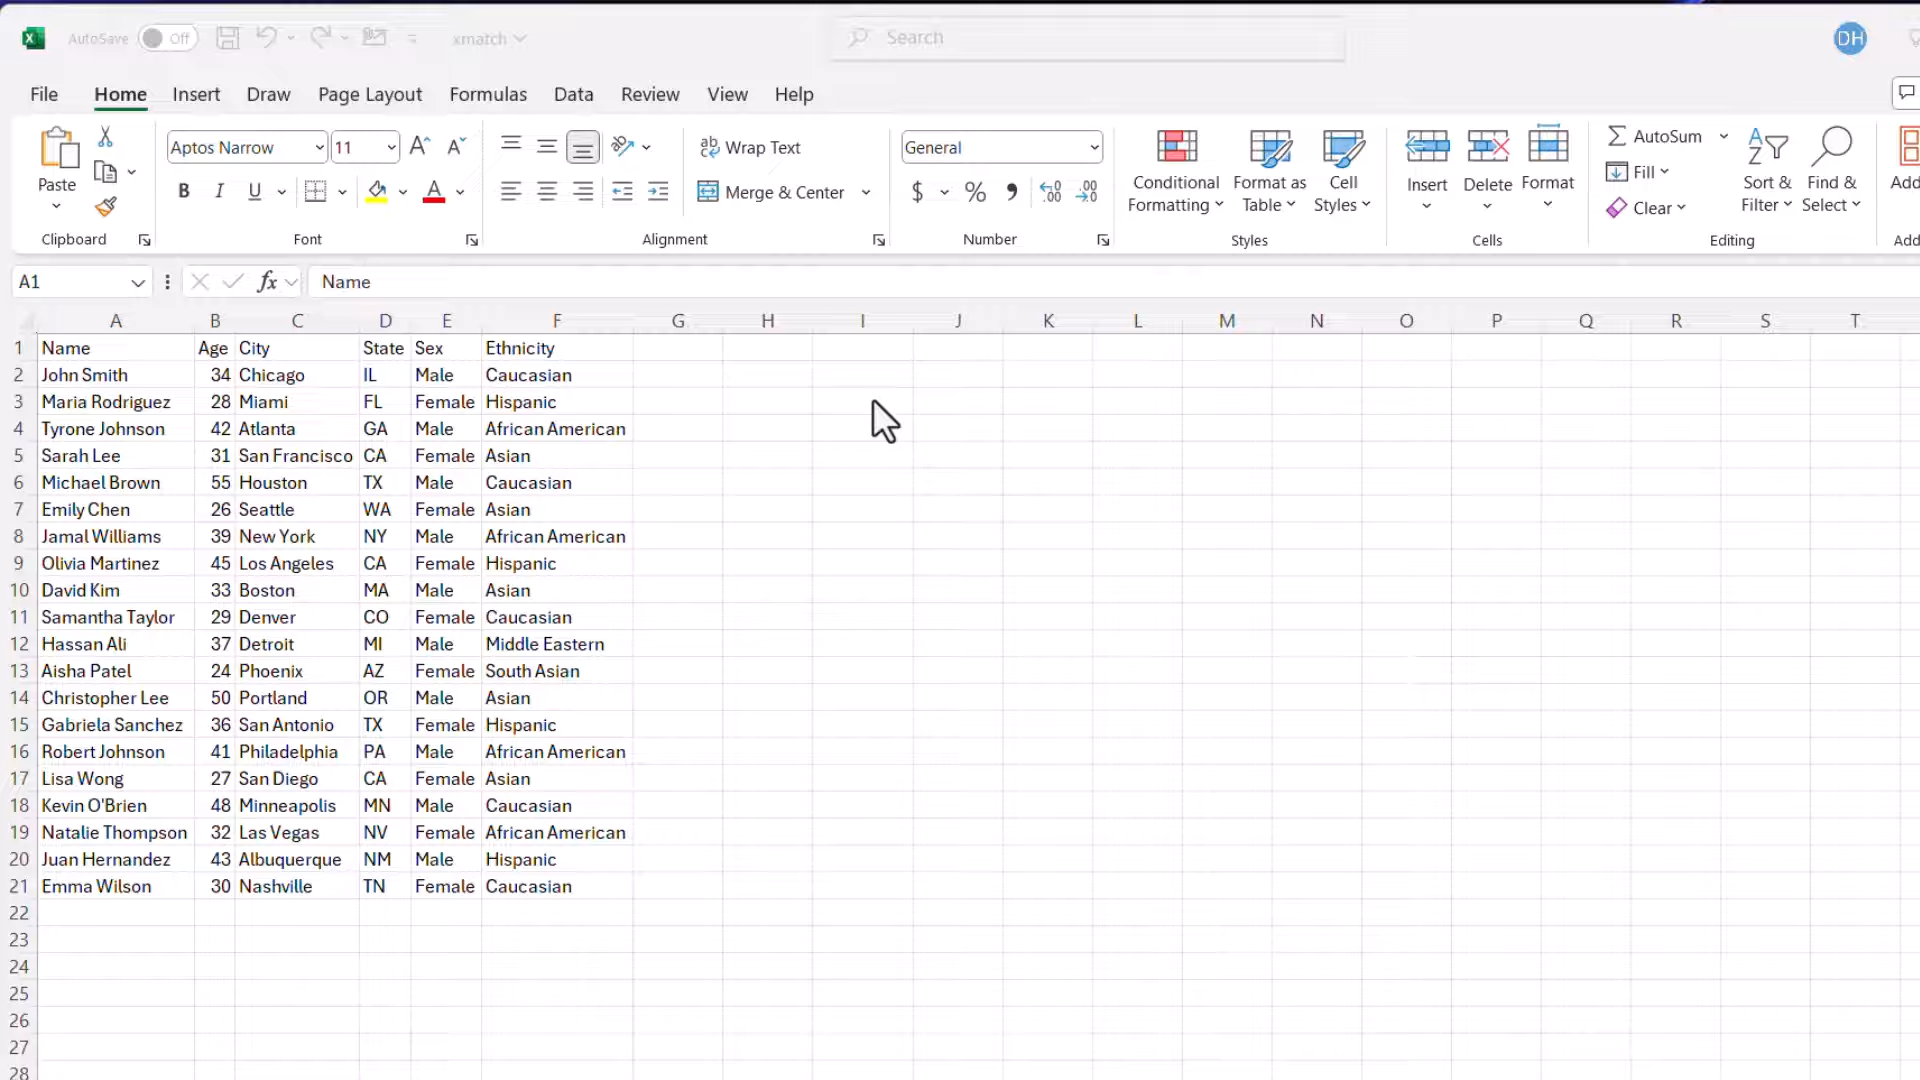 AutoSave Off xmatch Search DH
File Home Insert Draw Page Layout Formulas Data Review View Help
Paste Aptos Narrow 11 Wrap Text General Conditional Formatting Format as Table Cell Styles Insert Delete Format AutoSum Sort & Filter Find & Select
B I U Merge & Center $ % Fill Clear
Clipboard Font Alignment Number Styles Cells Editing
A1 fx Name
A B C D E F G H I J K L M N O P Q R S T
1 Name Age City State Sex Ethnicity
2 John Smith 34 Chicago IL Male Caucasian
3 Maria Rodriguez 28 Miami FL Female Hispanic
4 Tyrone Johnson 42 Atlanta GA Male African American
5 Sarah Lee 31 San Francisco CA Female Asian
6 Michael Brown 55 Houston TX Male Caucasian
7 Emily Chen 26 Seattle WA Female Asian
8 Jamal Williams 39 New York NY Male African American
9 Olivia Martinez 45 Los Angeles CA Female Hispanic
10 David Kim 33 Boston MA Male Asian
11 Samantha Taylor 29 Denver CO Female Caucasian
12 Hassan Ali 37 Detroit MI Male Middle Eastern
13 Aisha Patel 24 Phoenix AZ Female South Asian
14 Christopher Lee 50 Portland OR Male Asian
15 Gabriela Sanchez 36 San Antonio TX Female Hispanic
16 Robert Johnson 41 Philadelphia PA Male African American
17 Lisa Wong 27 San Diego CA Female Asian
18 Kevin O'Brien 48 Minneapolis MN Male Caucasian
19 Natalie Thompson 32 Las Vegas NV Female African American
20 Juan Hernandez 43 Albuquerque NM Male Hispanic
21 Emma Wilson 30 Nashville TN Female Caucasian
22
23
24
25
26
27
28